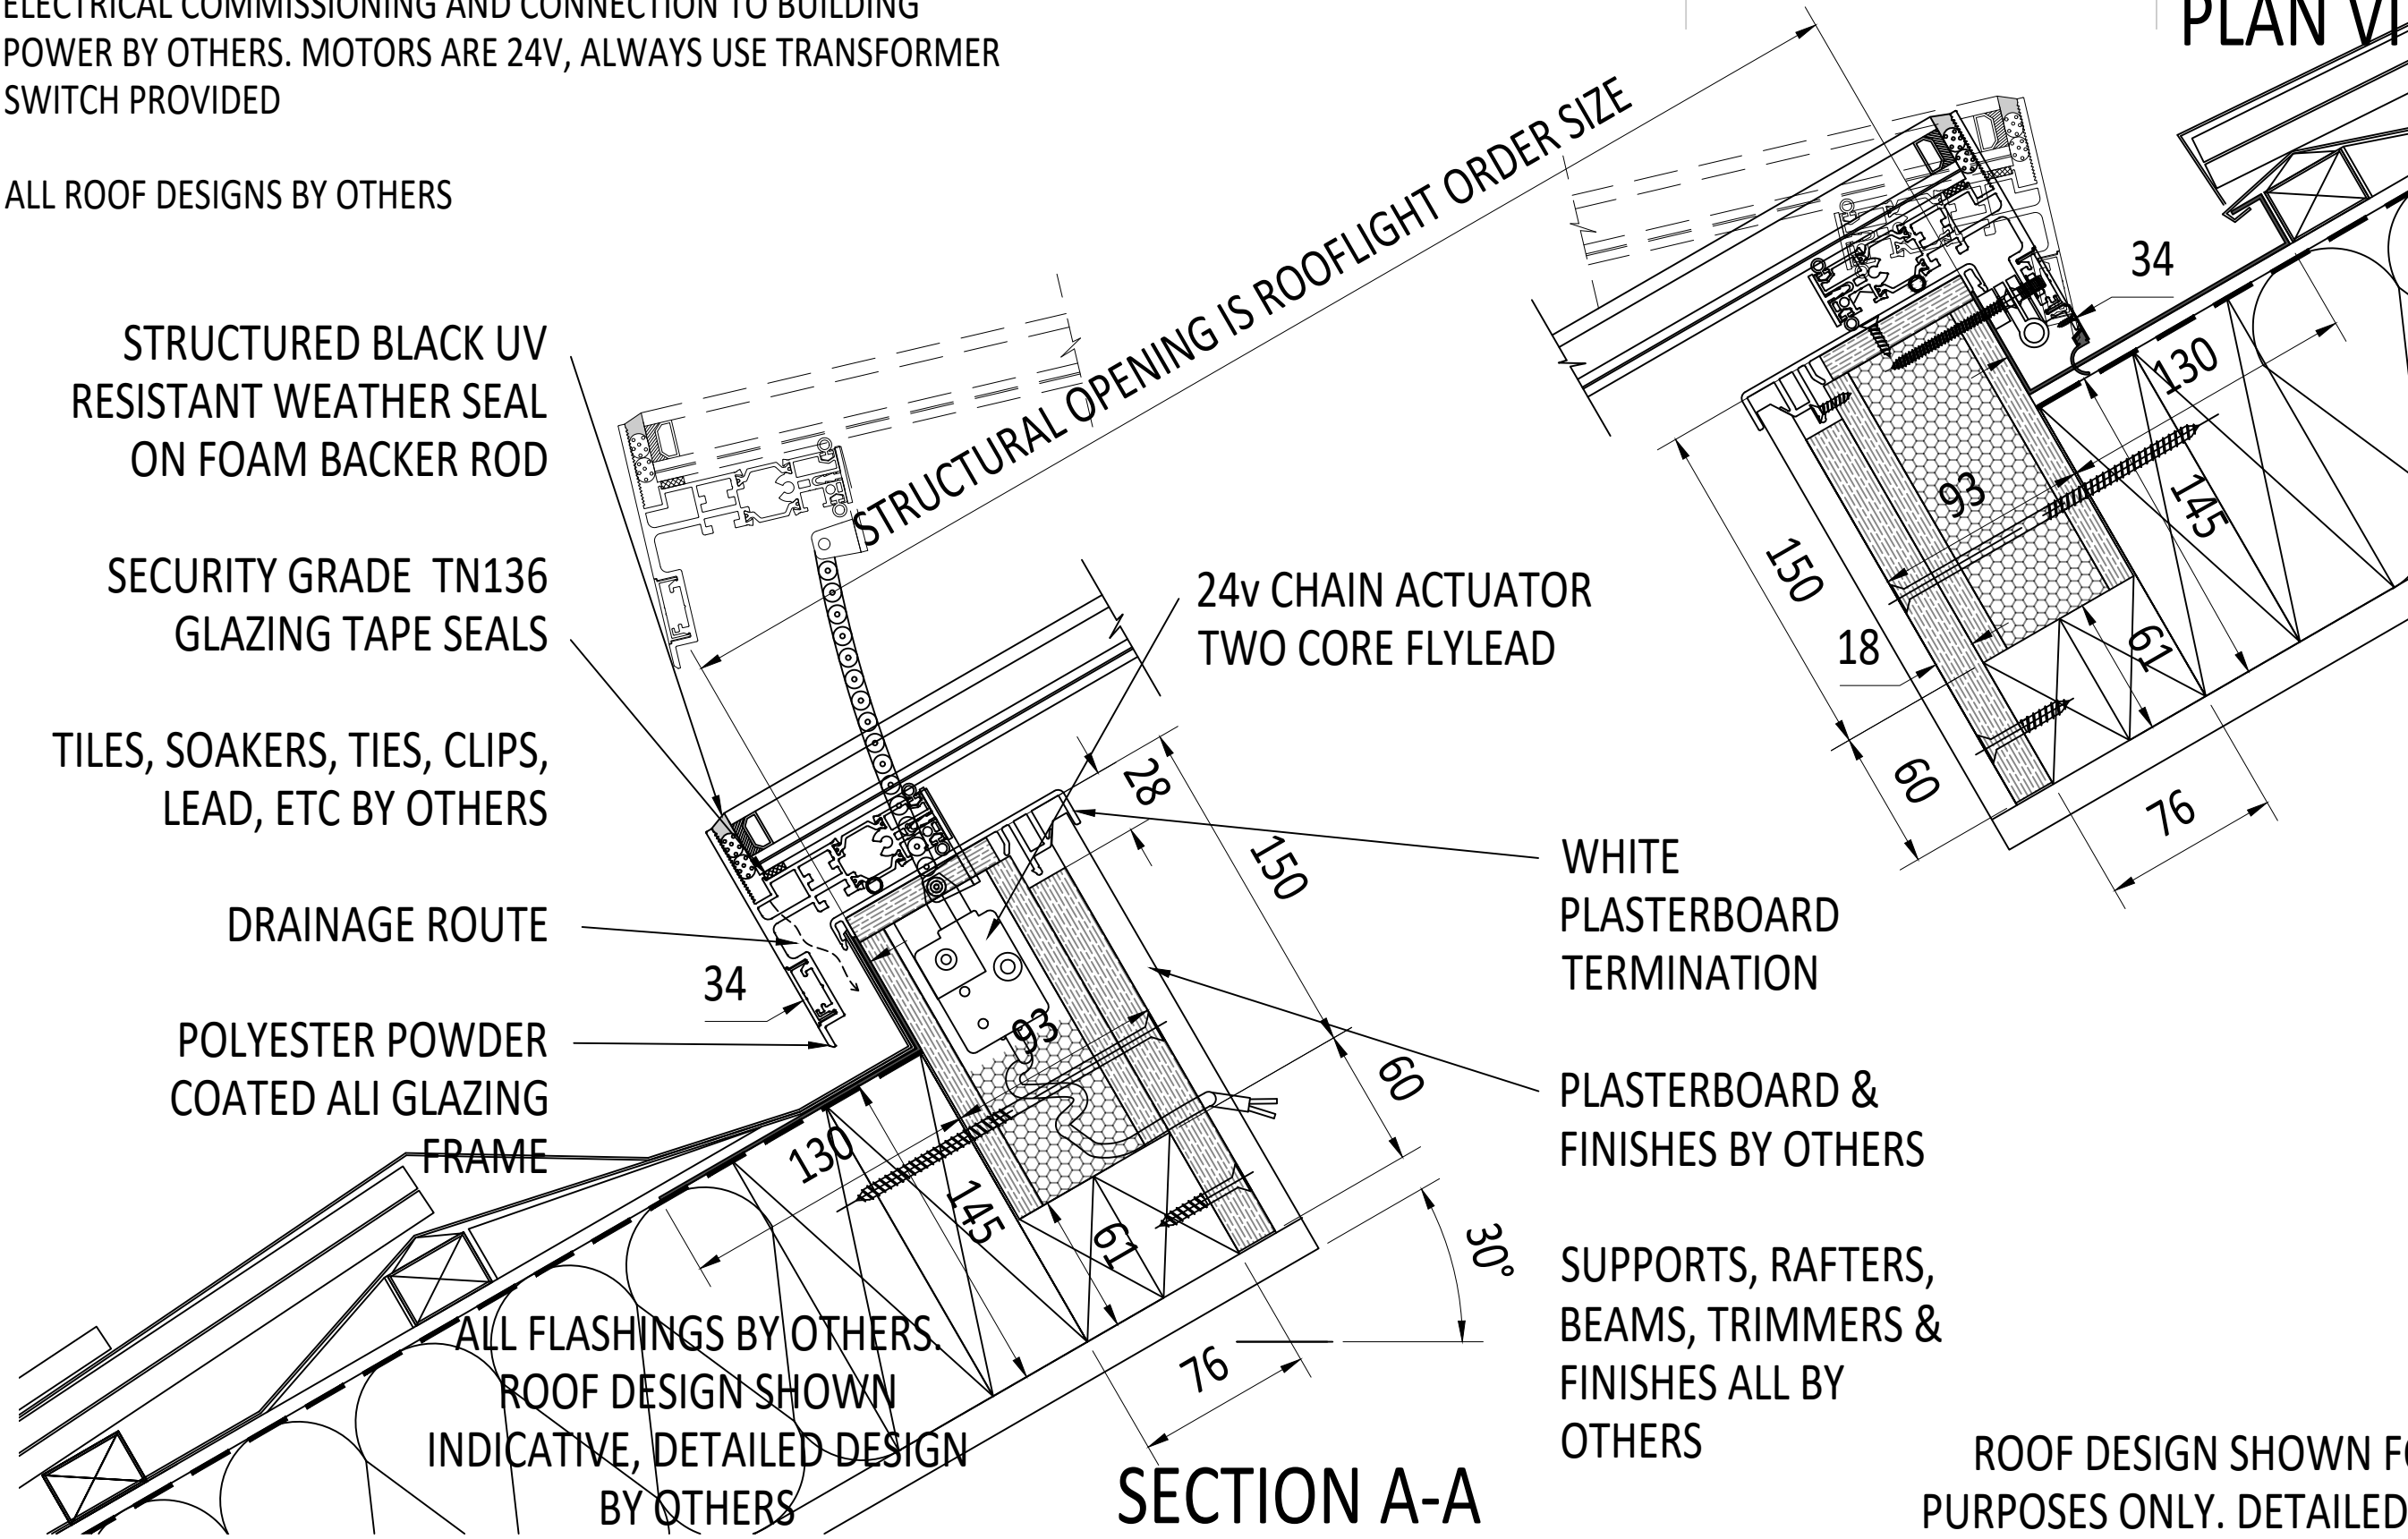 ELECTRICAL COMMISSIONING AND CONNECTION TO BUILDING
POWER BY OTHERS. MOTORS ARE 24V, ALWAYS USE TRANSFORMER
SWITCH PROVIDED
ALL ROOF DESIGNS BY OTHERS
PLAN
STRUCTURAL OPENING IS ROOFLIGHT ORDER SIZE
STRUCTURED BLACK UV
RESISTANT WEATHER SEAL
ON FOAM BACKER ROD
SECURITY GRADE TN136
GLAZING TAPE SEALS
TILES, SOAKERS, TIES, CLIPS,
LEAD, ETC BY OTHERS
DRAINAGE ROUTE
34
POLYESTER POWDER
COATED ALI GLAZING
FRAME
24v CHAIN ACTUATOR
TWO CORE FLYLEAD
34
130
93
145
150
18
61
60
76
28
150
93
60
130
145
61
30°
76
WHITE
PLASTERBOARD
TERMINATION
PLASTERBOARD &
FINISHES BY OTHERS
SUPPORTS, RAFTERS,
BEAMS, TRIMMERS &
FINISHES ALL BY
OTHERS
ALL FLASHINGS BY OTHERS.
ROOF DESIGN SHOWN
INDICATIVE, DETAILED DESIGN
BY OTHERS
SECTION A-A
ROOF DESIGN SHOWN
PURPOSES ONLY. DETAILED